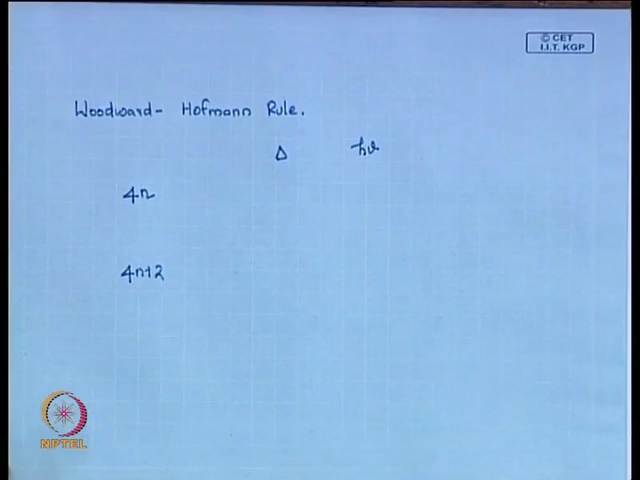 © CET
I.I.T. KGP
Woodward- Hofmann Rule.
Δ hν
4n
4n+2
NPTEL